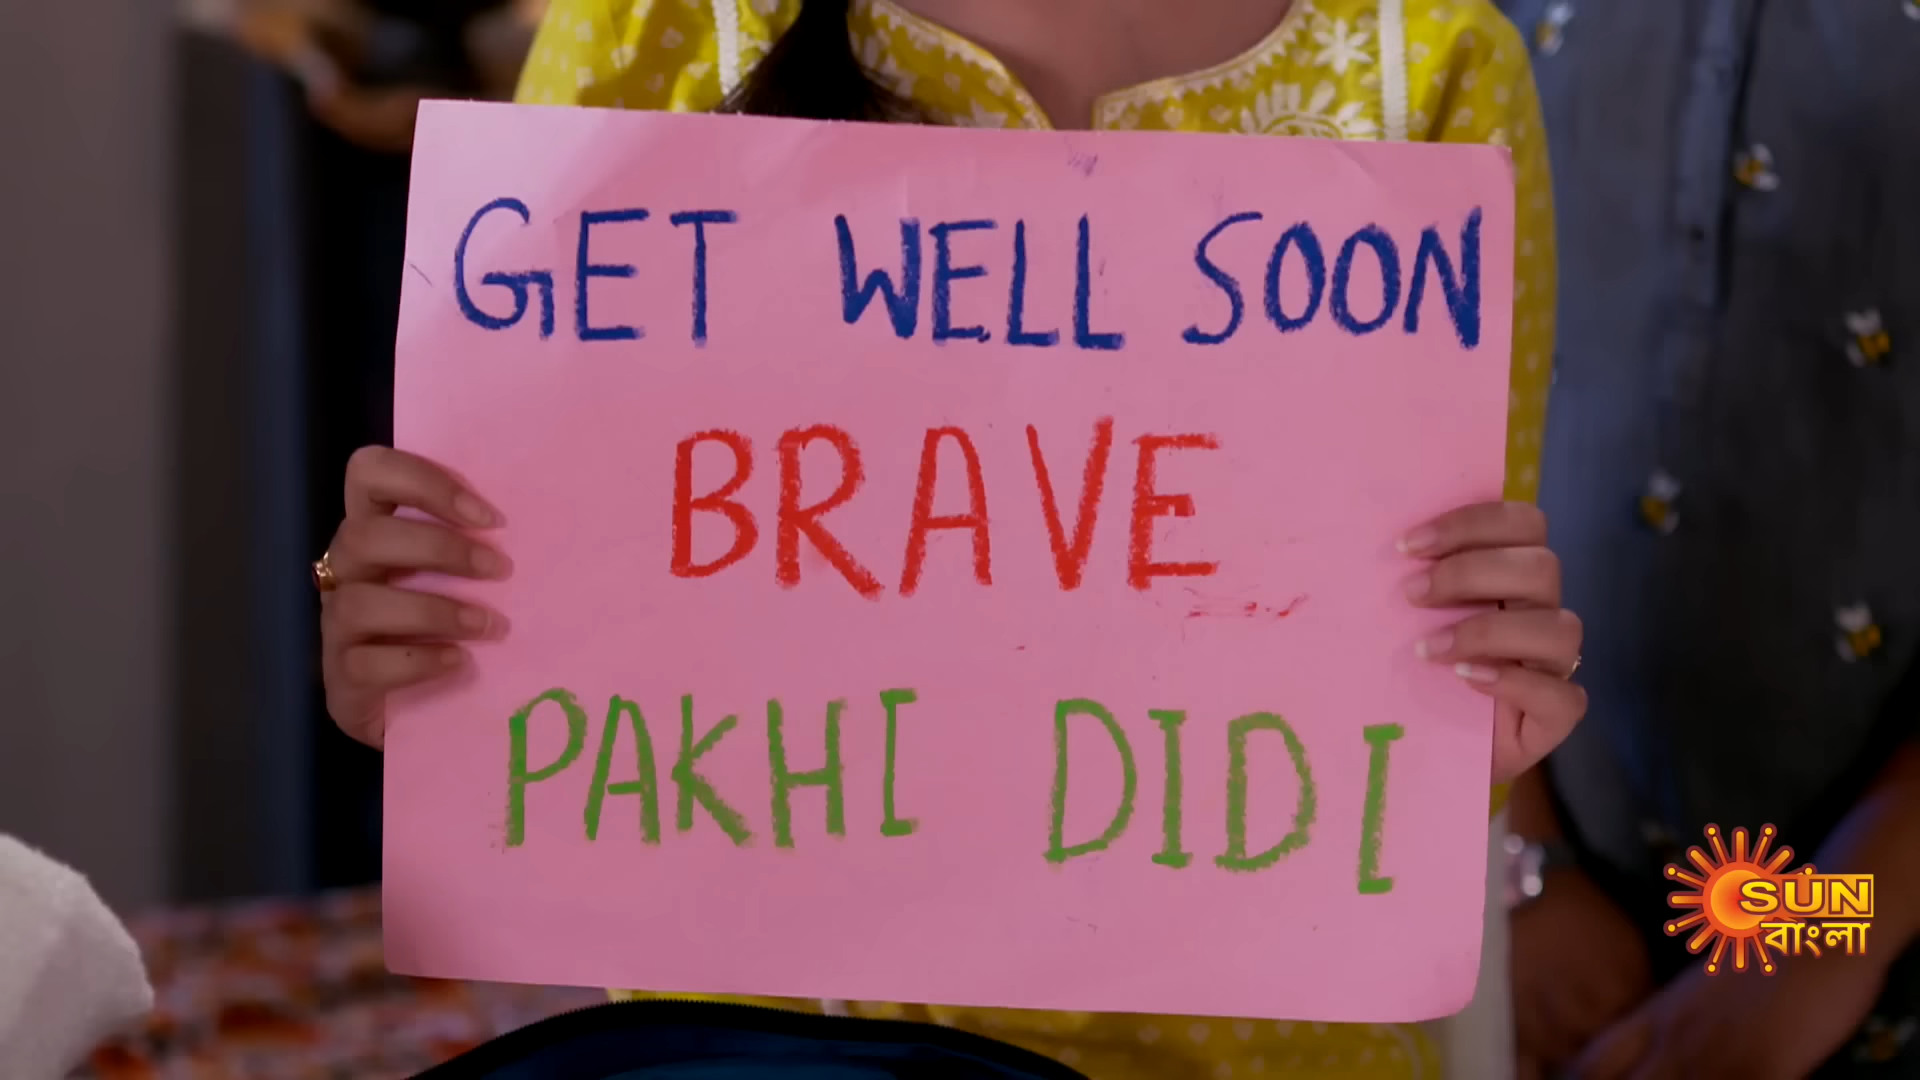 GET WELL SOON
BRAVE
PAKHI DIDI
SUN
বাংলা